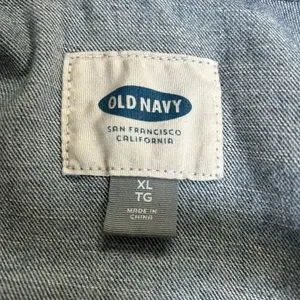 OLD NAVY
SAN FRANCISCO
CALIFORNIA
XL
TG
MADE IN
CHINA